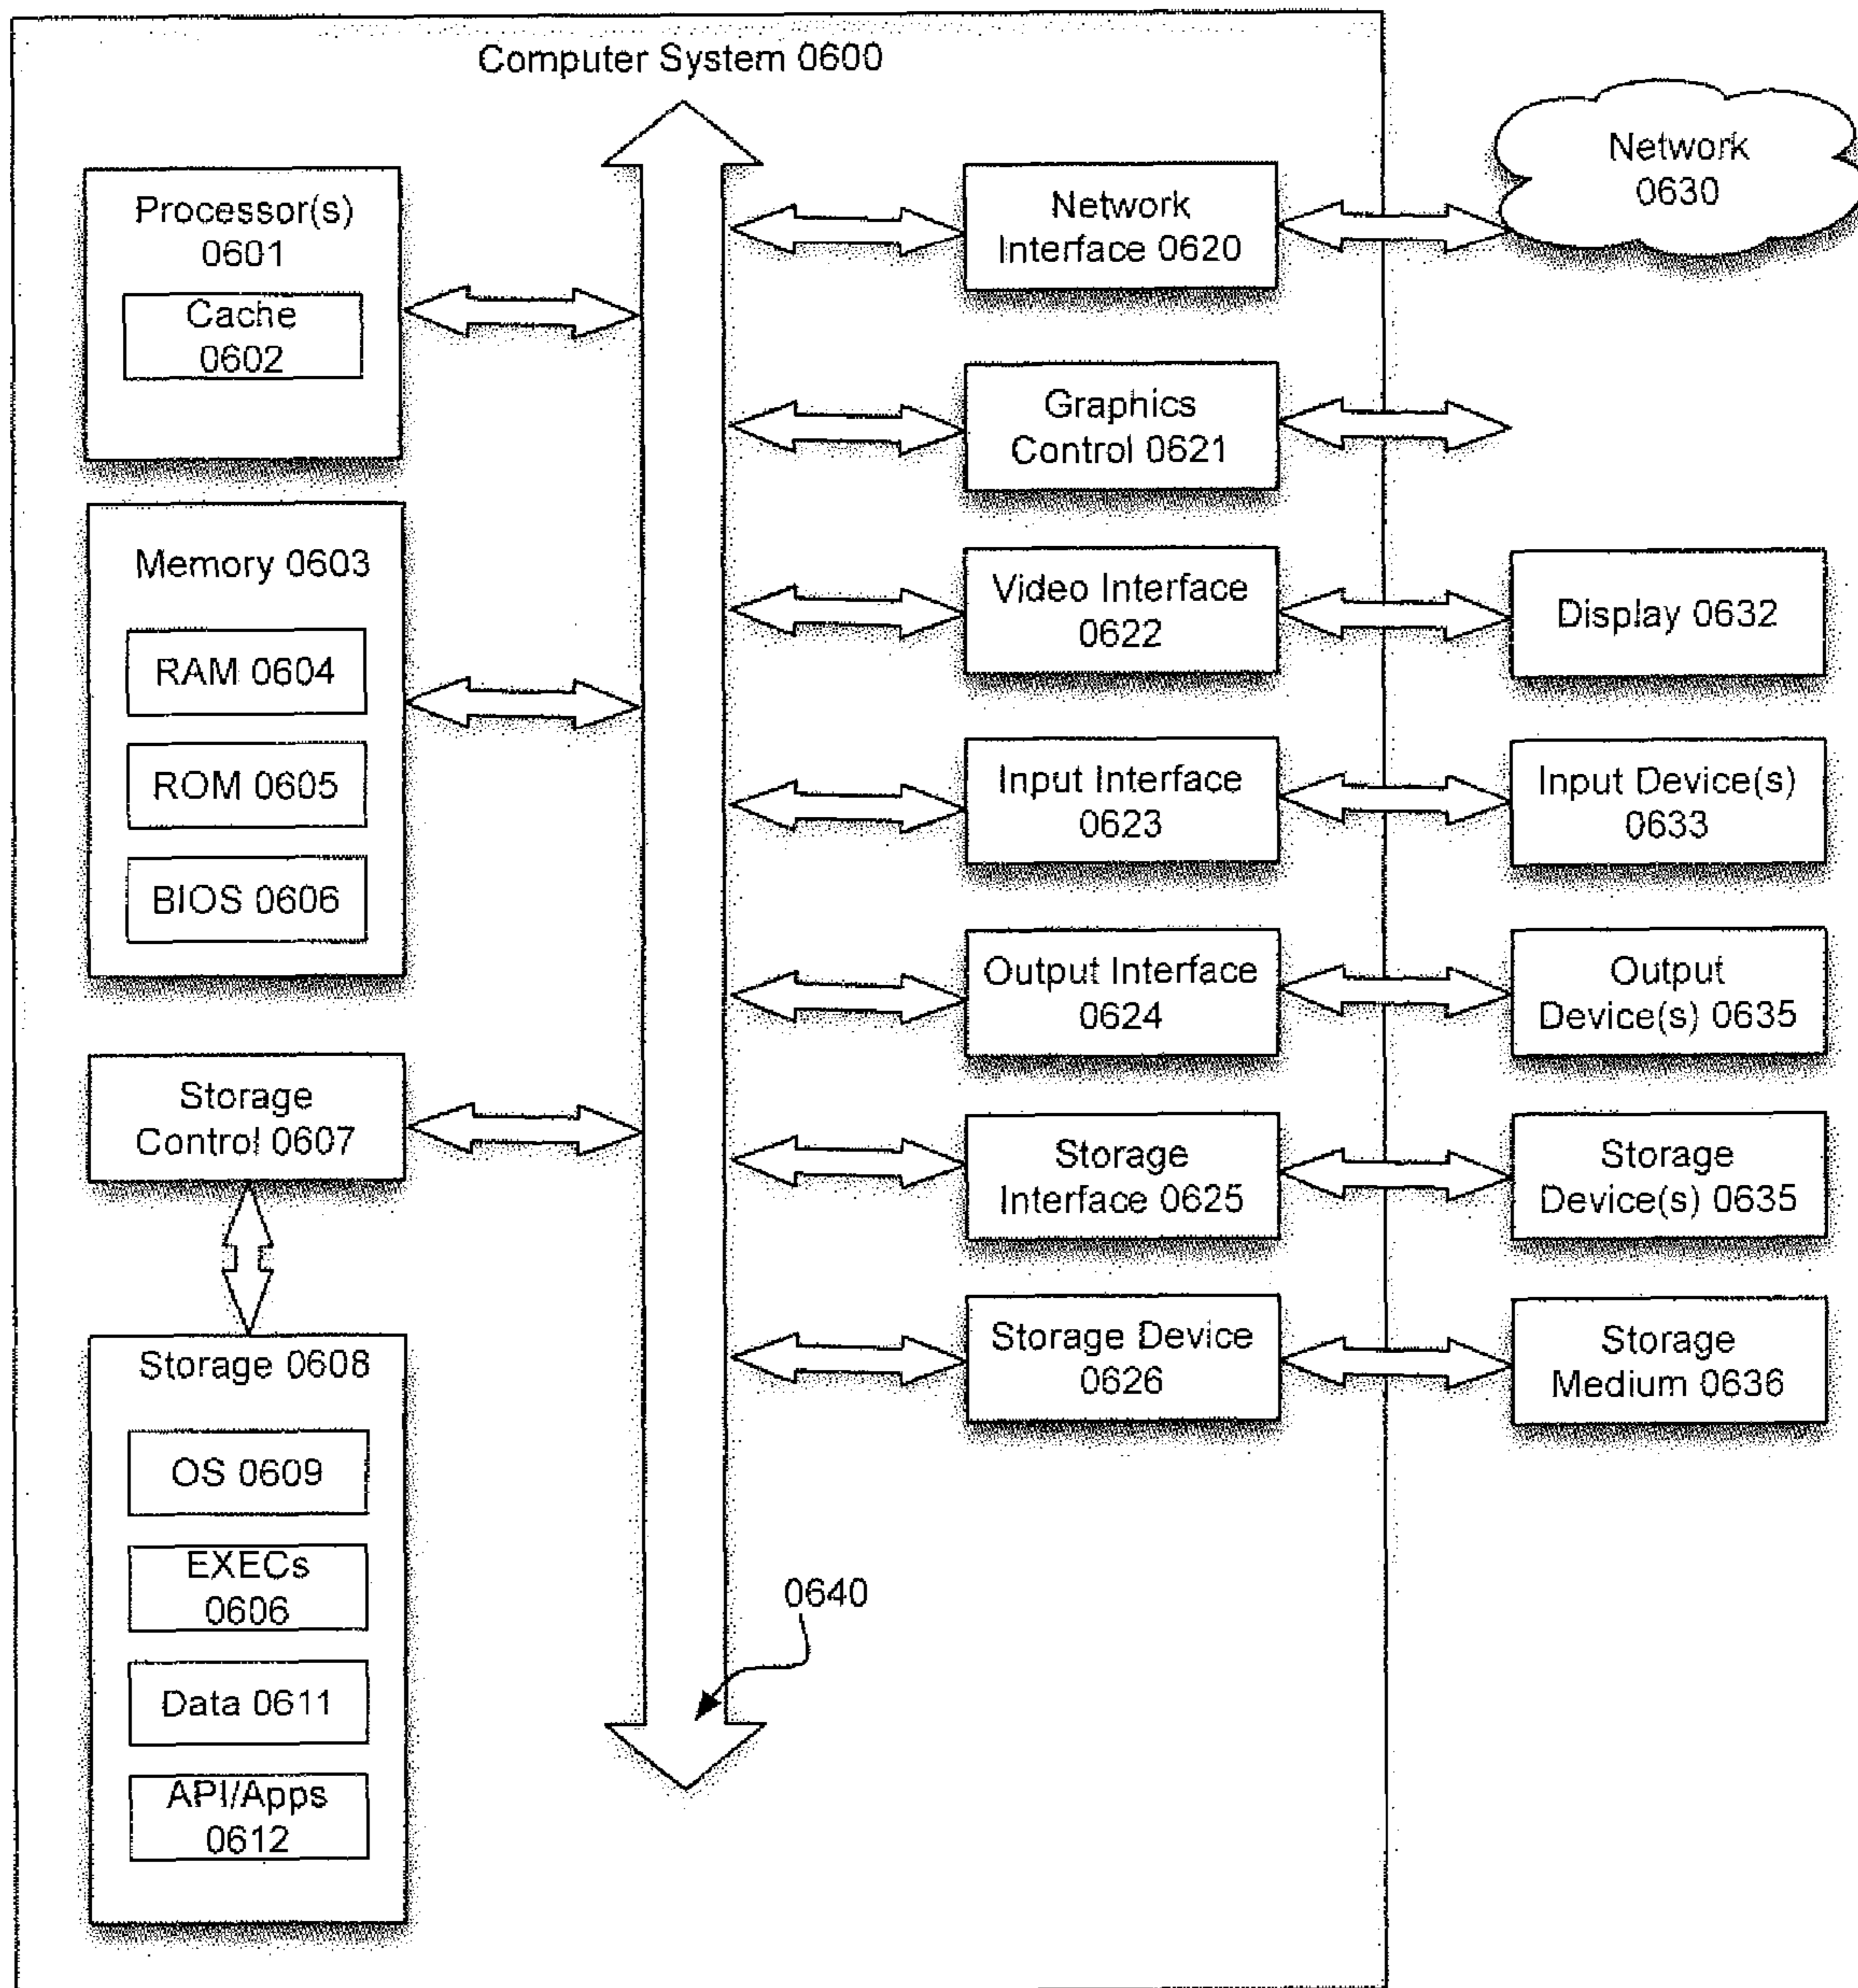 Computer System 0600
Processor(s)
0601
Cache
0602
Memory 0603
RAM 0604
ROM 0605
BIOS 0606
Storage
Control 0607
Storage 0608
OS 0609
EXECs
0606
Data 0611
API/Apps
0612
0640
Network
Interface 0620
Graphics
Control 0621
Video Interface
0622
Input Interface
0623
Output Interface
0624
Storage
Interface 0625
Storage Device
0626
Network
0630
Display 0632
Input Device(s)
0633
Output
Device(s) 0635
Storage
Device(s) 0635
Storage
Medium 0636